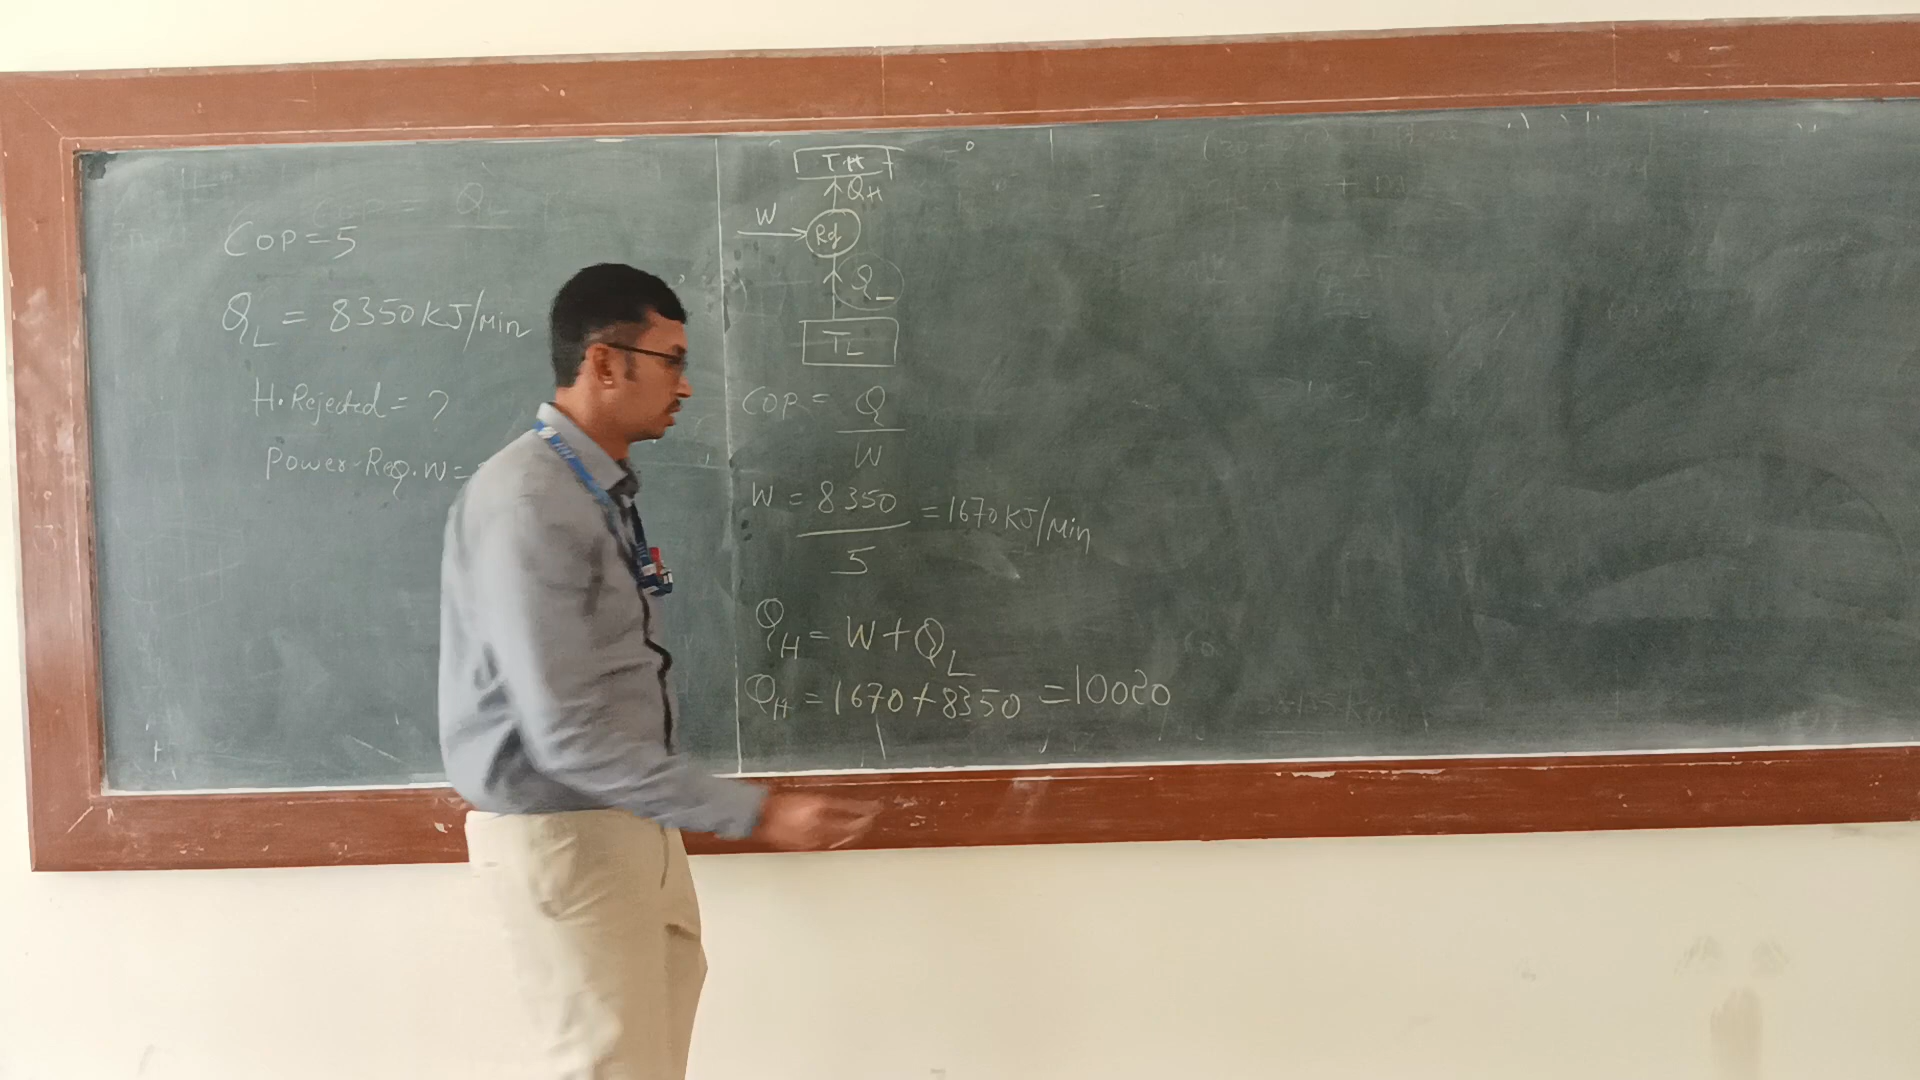 COP = 5
QL = 8350 KJ/Min
H. Rejected = ?
Power Req. W =
TH
QH
W
Ref
QL
TL
COP = Q
W
W = 8350 = 1670 KJ/Min
5
QH = W + QL
QH = 1670 + 8350 = 10020